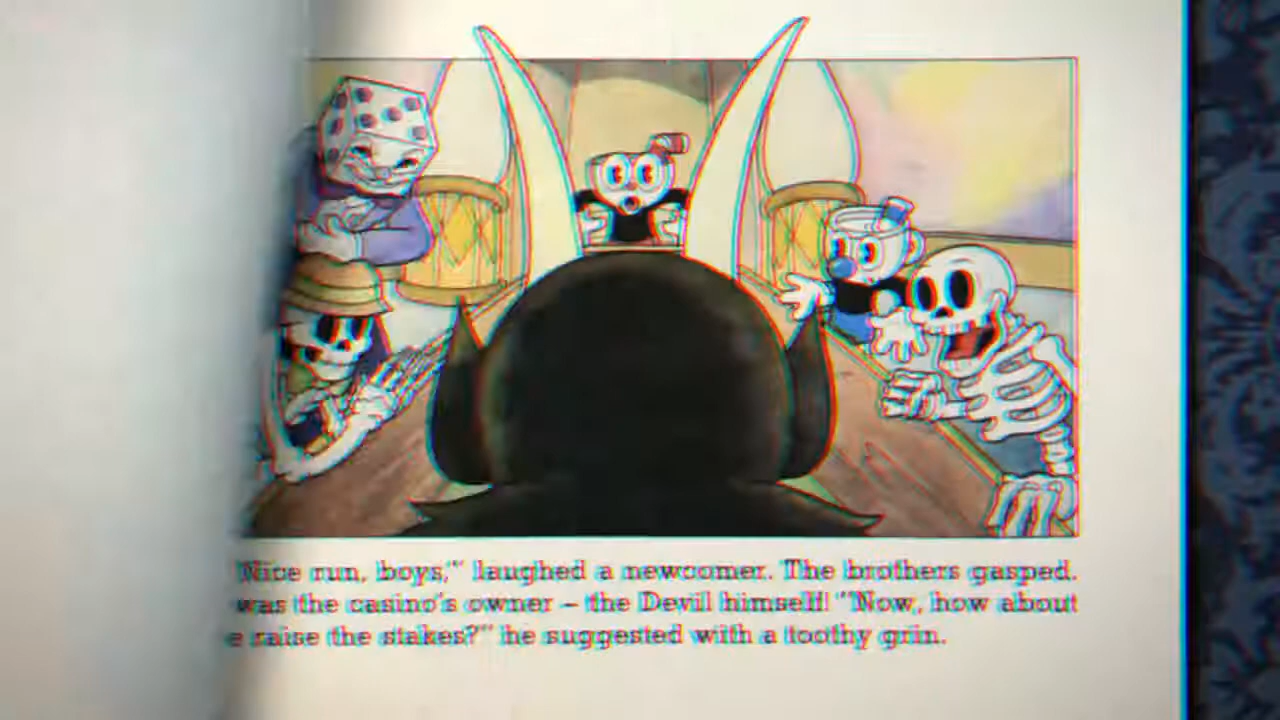 "Nice run, boys," laughed a newcomer. The brothers gasped.
was the casino's owner – the Devil himself! "Now, how about
e raise the stakes?" he suggested with a toothy grin.